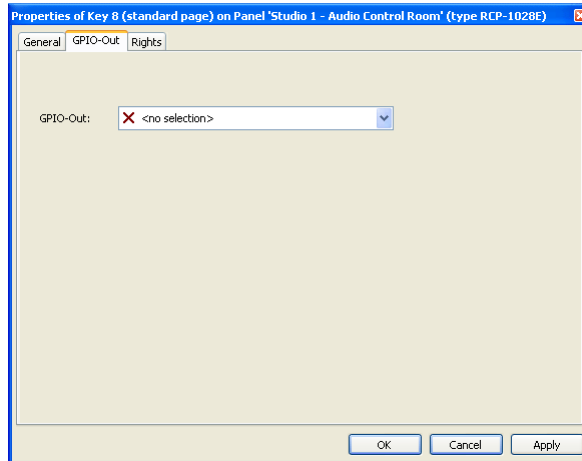 Properties of Key 8 (standard page) on Panel 'Studio 1 - Audio Control Room' (type RCP-1028E)
General GPIO-Out Rights
GPIO-Out: <no selection>
OK Cancel Apply